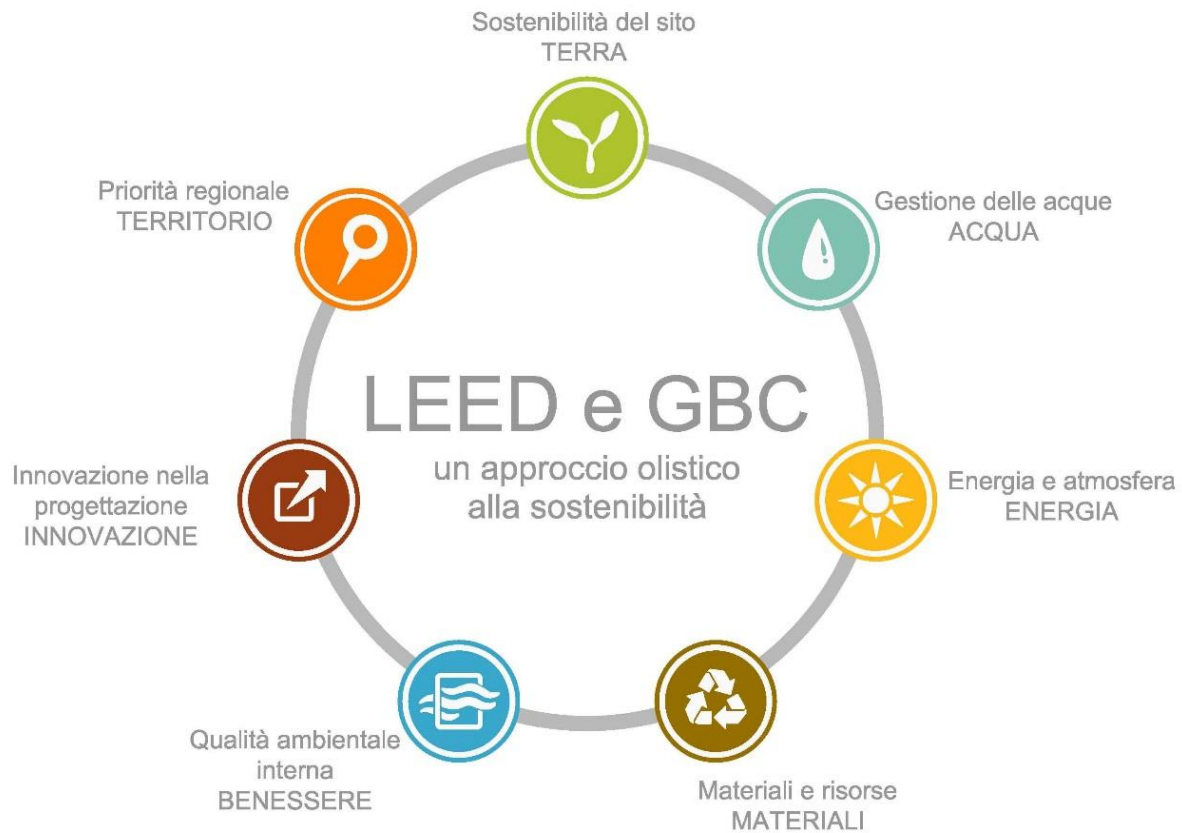 Sostenibilità del sito
TERRA
Priorità regionale
TERRITORIO
Gestione delle acque
ACQUA
LEED e GBC
un approccio olistico
alla sostenibilità
Innovazione nella
progettazione
INNOVAZIONE
Energia e atmosfera
ENERGIA
Qualità ambientale
interna
BENESSERE
Materiali e risorse
MATERIALI